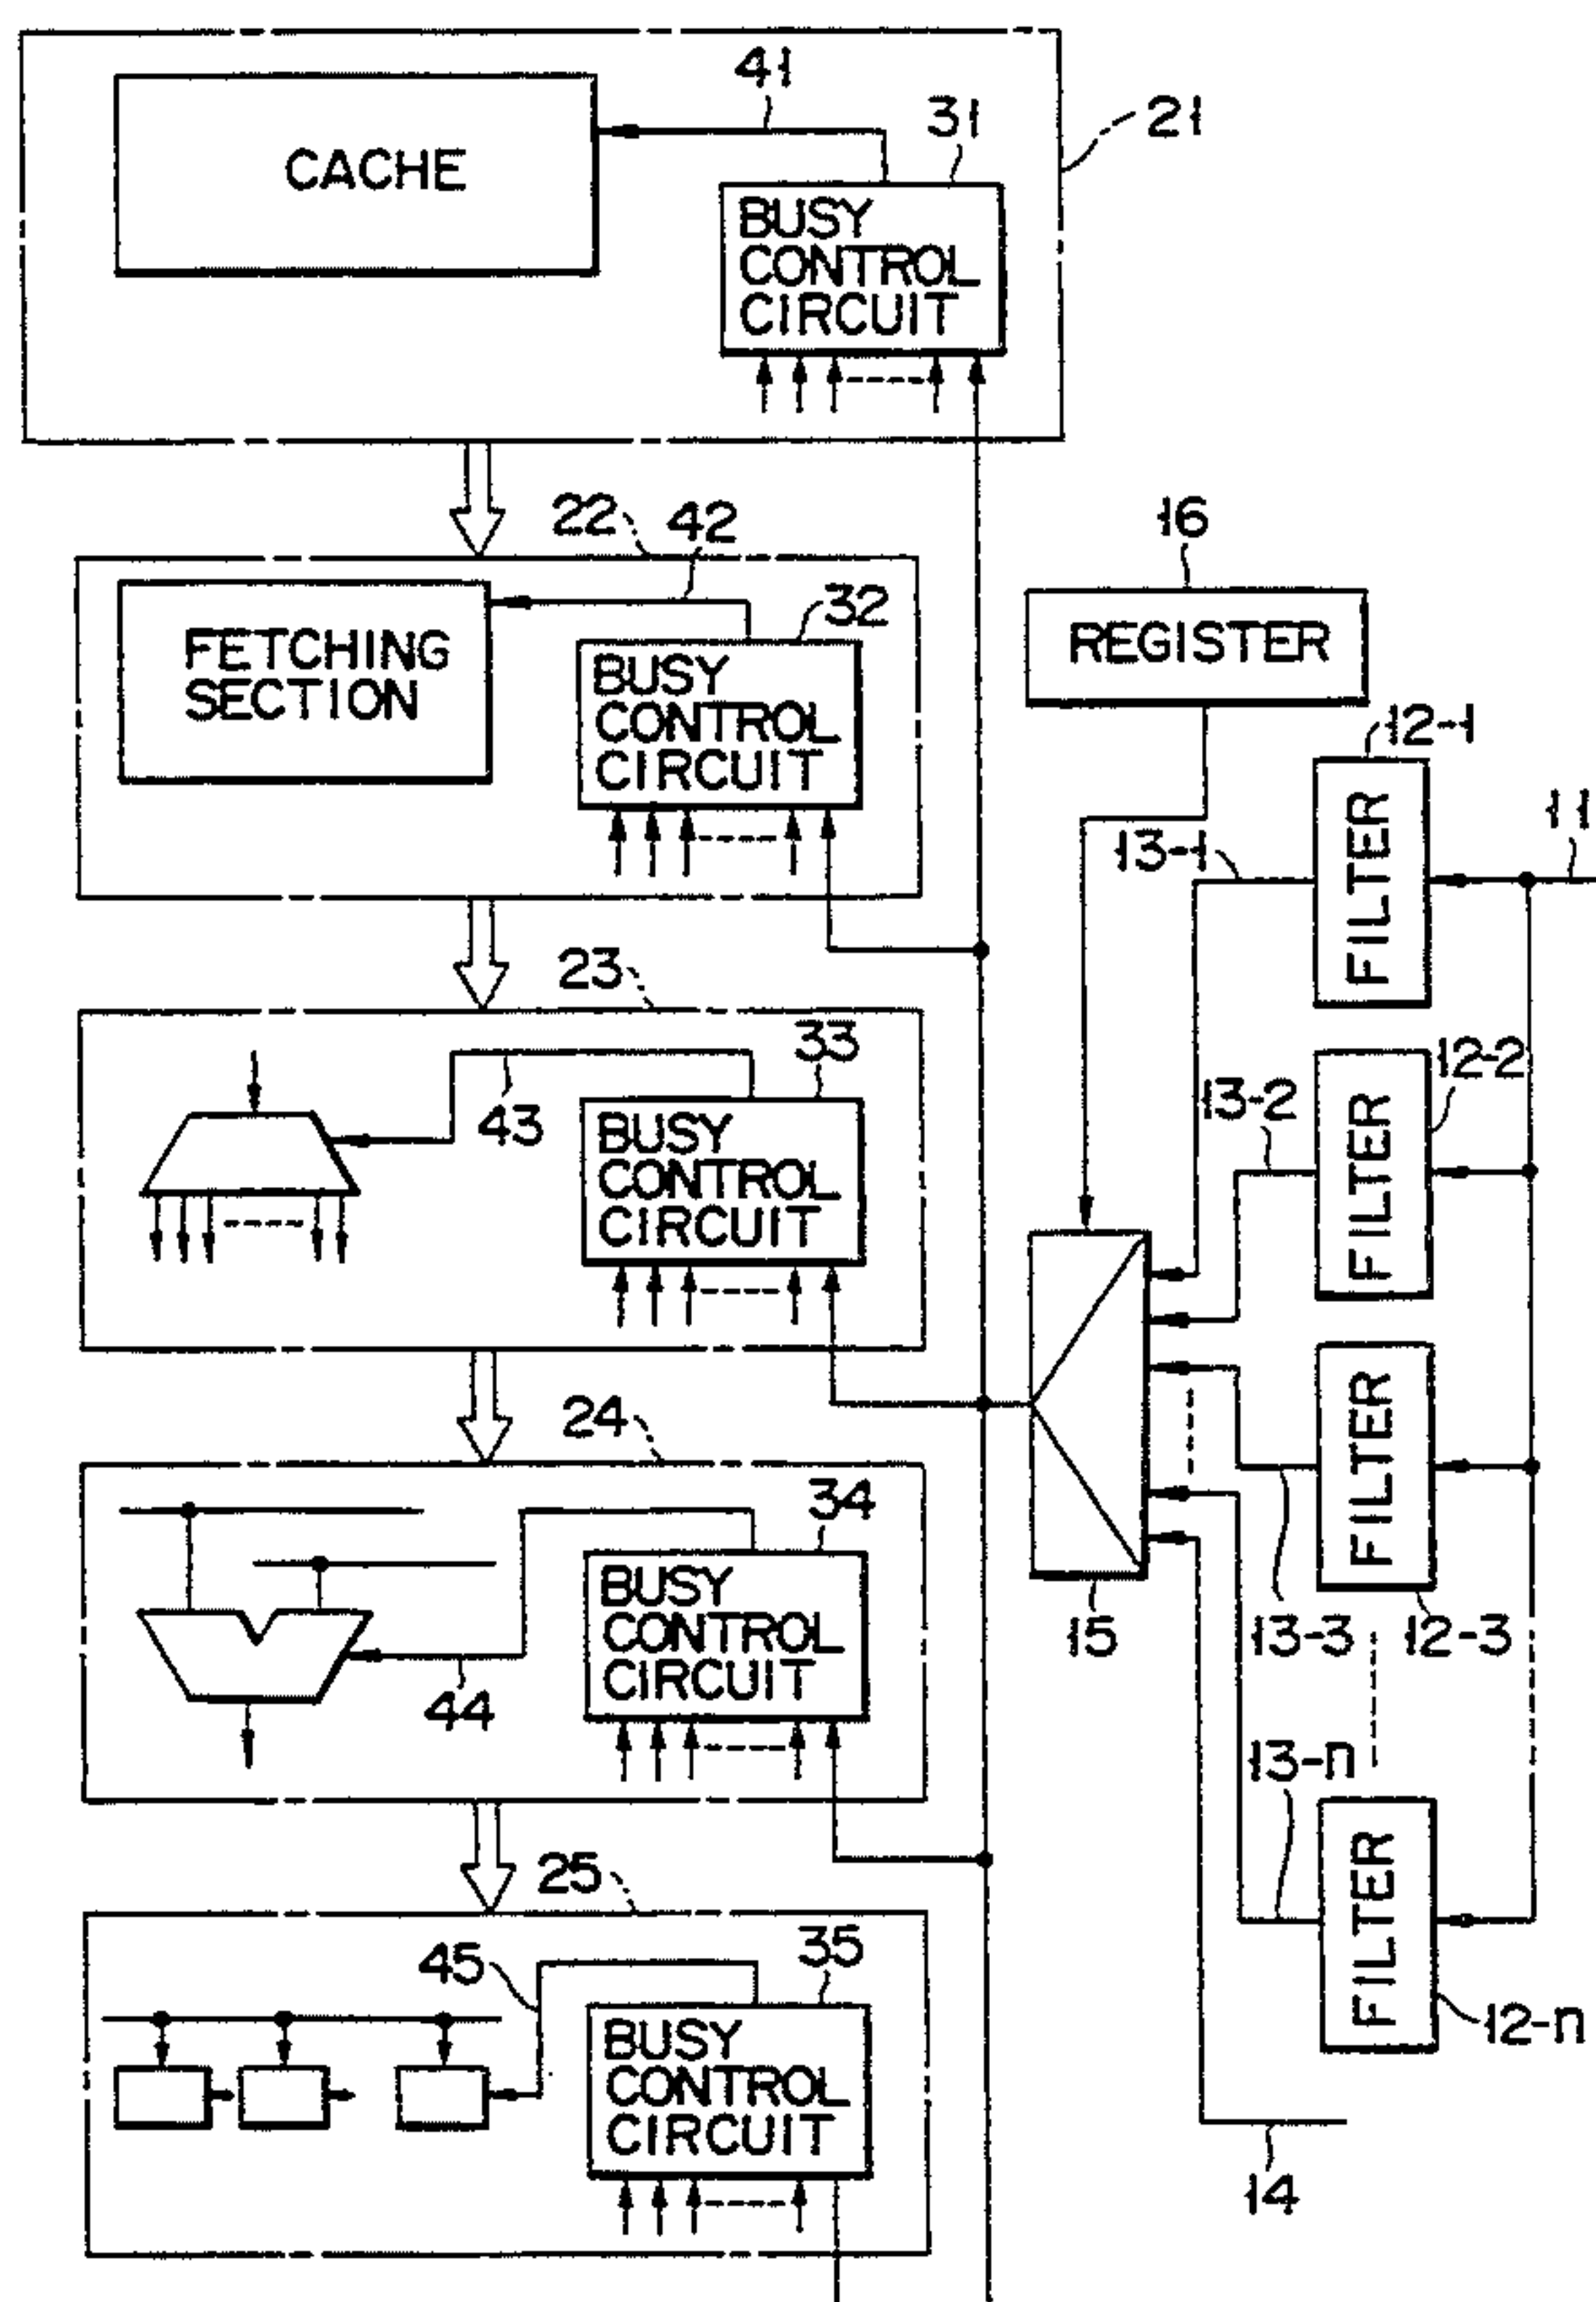 41
31
21
CACHE
BUSY
CONTROL
CIRCUIT
22
42
16
32
FETCHING
SECTION
BUSY
CONTROL
CIRCUIT
REGISTER
12-1
13-1
11
FILTER
23
33
43
BUSY
CONTROL
CIRCUIT
13-2
12-2
FILTER
24
34
44
BUSY
CONTROL
CIRCUIT
15
FILTER
13-3
12-3
13-n
25
35
45
BUSY
CONTROL
CIRCUIT
FILTER
12-n
14